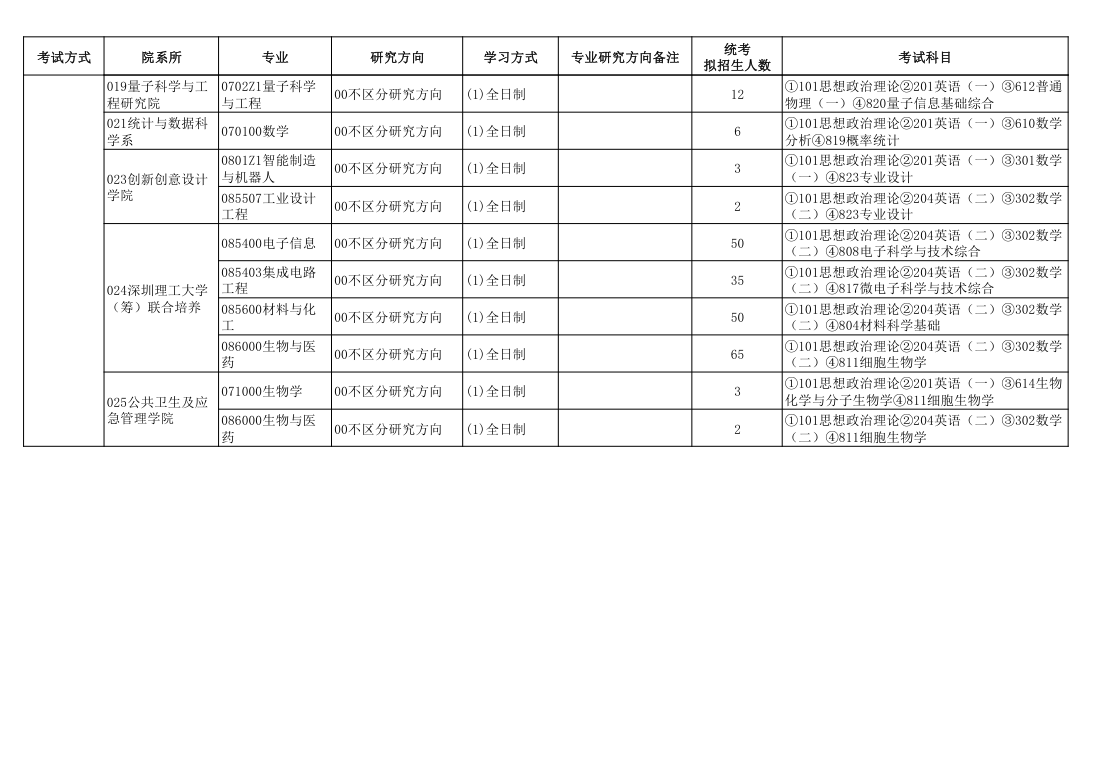 考试方式 院系所 专业 研究方向 学习方式 专业研究方向备注 统考拟招生人数 考试科目
019量子科学与工程研究院 0702Z1量子科学与工程 00不区分研究方向 (1)全日制 12 ①101思想政治理论②201英语（一）③612普通物理（一）④820量子信息基础综合
021统计与数据科学系 070100数学 00不区分研究方向 (1)全日制 6 ①101思想政治理论②201英语（一）③610数学分析④819概率统计
023创新创意设计学院 0801Z1智能制造与机器人 00不区分研究方向 (1)全日制 3 ①101思想政治理论②201英语（一）③301数学（一）④823专业设计
085507工业设计工程 00不区分研究方向 (1)全日制 2 ①101思想政治理论②204英语（二）③302数学（二）④823专业设计
024深圳理工大学（筹）联合培养 085400电子信息 00不区分研究方向 (1)全日制 50 ①101思想政治理论②204英语（二）③302数学（二）④808电子科学与技术综合
085403集成电路工程 00不区分研究方向 (1)全日制 35 ①101思想政治理论②204英语（二）③302数学（二）④817微电子科学与技术综合
085600材料与化工 00不区分研究方向 (1)全日制 50 ①101思想政治理论②204英语（二）③302数学（二）④804材料科学基础
086000生物与医药 00不区分研究方向 (1)全日制 65 ①101思想政治理论②204英语（二）③302数学（二）④811细胞生物学
025公共卫生及应急管理学院 071000生物学 00不区分研究方向 (1)全日制 3 ①101思想政治理论②201英语（一）③614生物化学与分子生物学④811细胞生物学
086000生物与医药 00不区分研究方向 (1)全日制 2 ①101思想政治理论②204英语（二）③302数学（二）④811细胞生物学